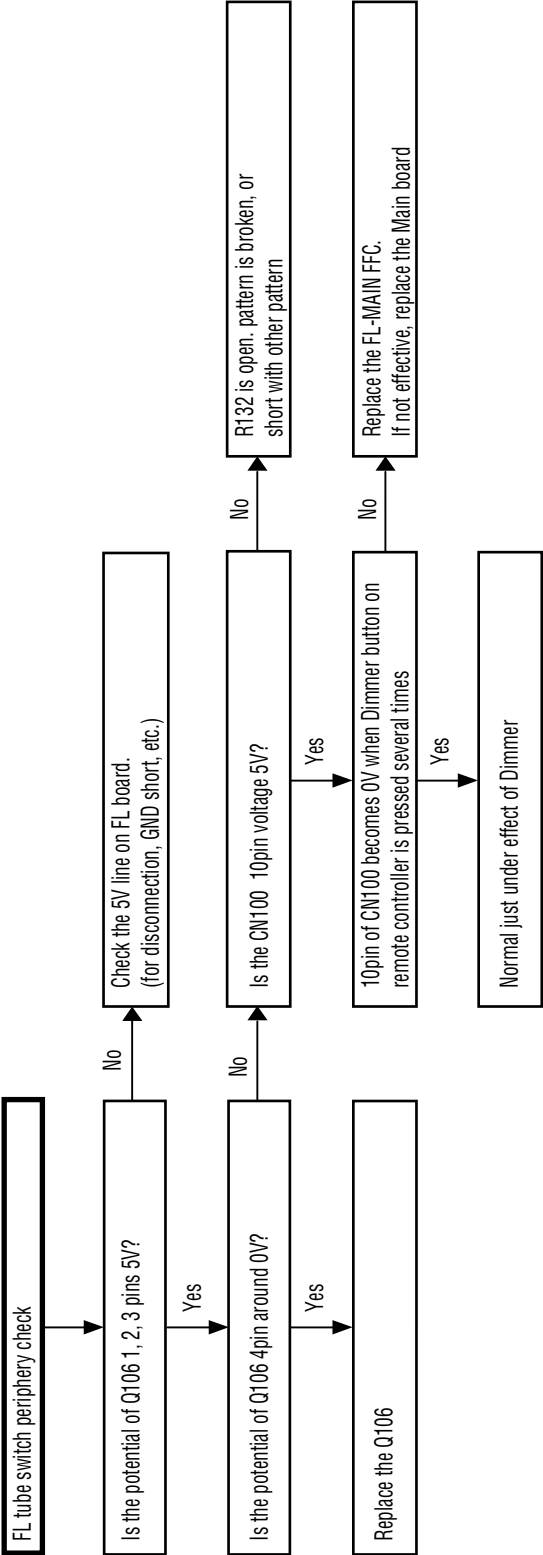 FL tube switch periphery check
Is the potential of Q106 1, 2, 3 pins 5V?
No
Check the 5V line on FL board.
(for disconnection, GND short, etc.)
Yes
Is the potential of Q106 4pin around 0V?
No
Is the CN100 10pin voltage 5V?
No
R132 is open. pattern is broken, or
short with other pattern
Yes
Replace the Q106
Yes
10pin of CN100 becomes 0V when Dimmer button on
remote controller is pressed several times
No
Replace the FL-MAIN FFC.
If not effective, replace the Main board
Yes
Normal just under effect of Dimmer